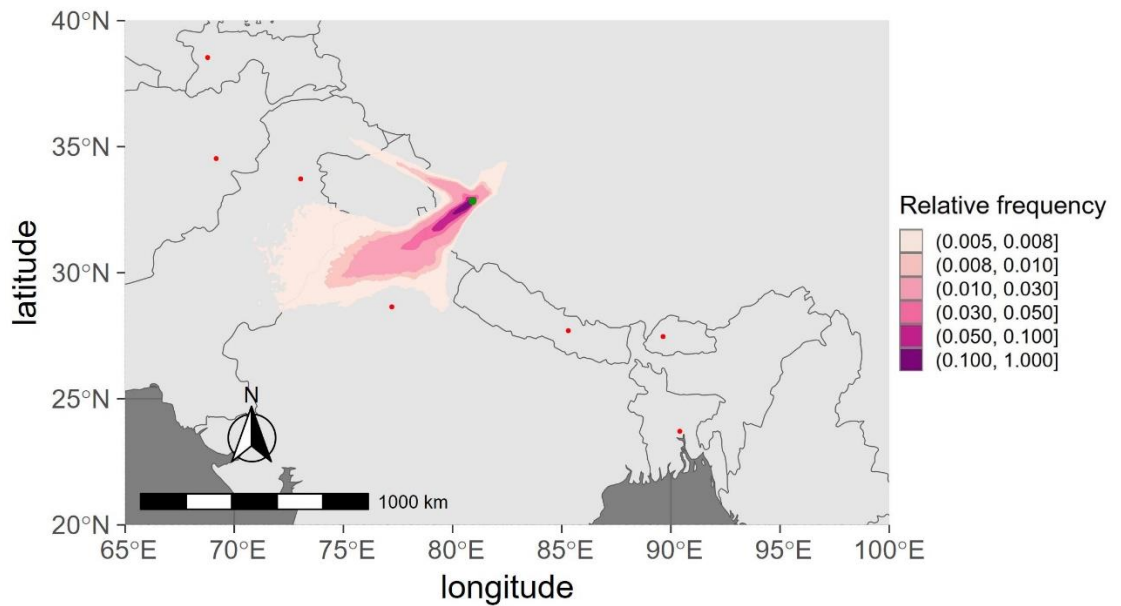 40°N
35°N
30°N
25°N
20°N
latitude
65°E 70°E 75°E 80°E 85°E 90°E 95°E 100°E
longitude
N
1000 km
Relative frequency
(0.005, 0.008]
(0.008, 0.010]
(0.010, 0.030]
(0.030, 0.050]
(0.050, 0.100]
(0.100, 1.000]